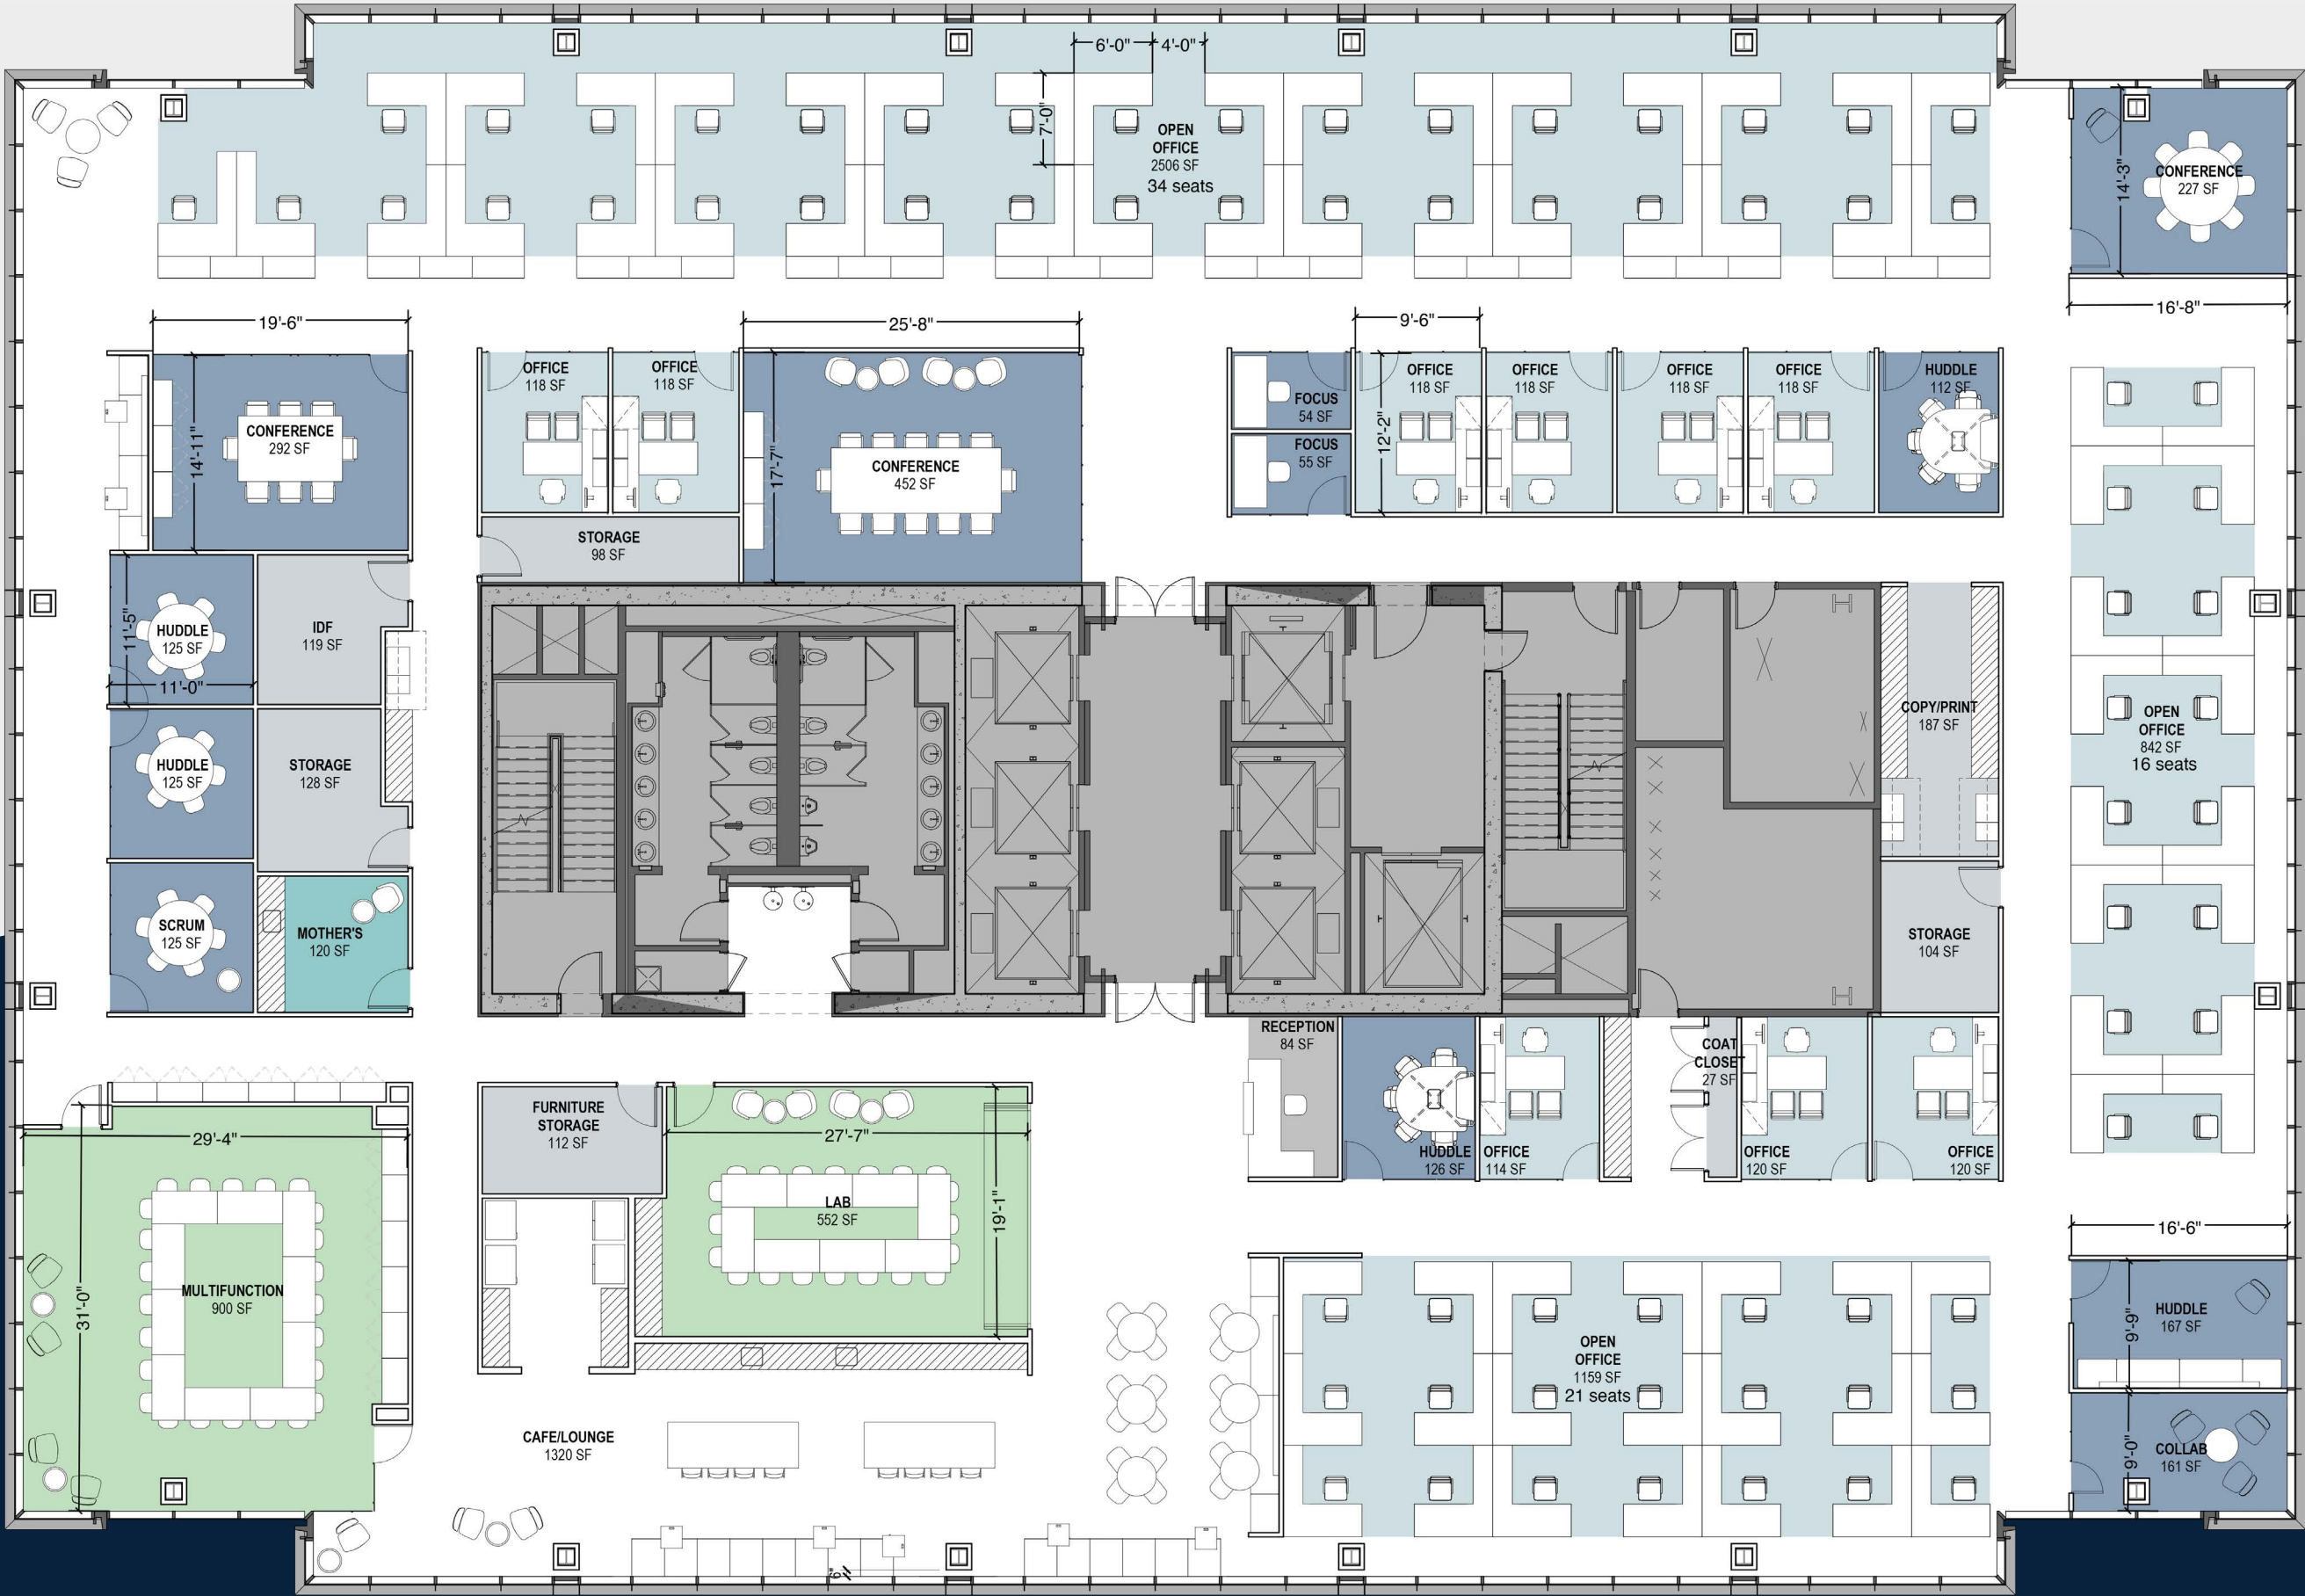 6'-0"
4'-0"
7'-0"
OPEN
OFFICE
2506 SF
34 seats
CONFERENCE
227 SF
14'-3"
16'-8"
19'-6"
25'-8"
9'-6"
CONFERENCE
292 SF
14'-11"
OFFICE
118 SF
OFFICE
118 SF
CONFERENCE
452 SF
17'-7"
FOCUS
54 SF
FOCUS
55 SF
12'-2"
OFFICE
118 SF
OFFICE
118 SF
OFFICE
118 SF
OFFICE
118 SF
HUDDLE
112 SF
STORAGE
98 SF
HUDDLE
125 SF
11'-5"
11'-0"
IDF
119 SF
HUDDLE
125 SF
STORAGE
128 SF
SCRUM
125 SF
MOTHER'S
120 SF
COPY/PRINT
187 SF
OPEN
OFFICE
842 SF
16 seats
STORAGE
104 SF
RECEPTION
84 SF
HUDDLE
126 SF
OFFICE
114 SF
COAT
CLOSET
27 SF
OFFICE
120 SF
OFFICE
120 SF
29'-4"
31'-0"
MULTIFUNCTION
900 SF
FURNITURE
STORAGE
112 SF
27'-7"
19'-1"
LAB
552 SF
16'-6"
HUDDLE
167 SF
9'-9"
COLLAB
161 SF
9'-0"
OPEN
OFFICE
1159 SF
21 seats
CAFE/LOUNGE
1320 SF
6"